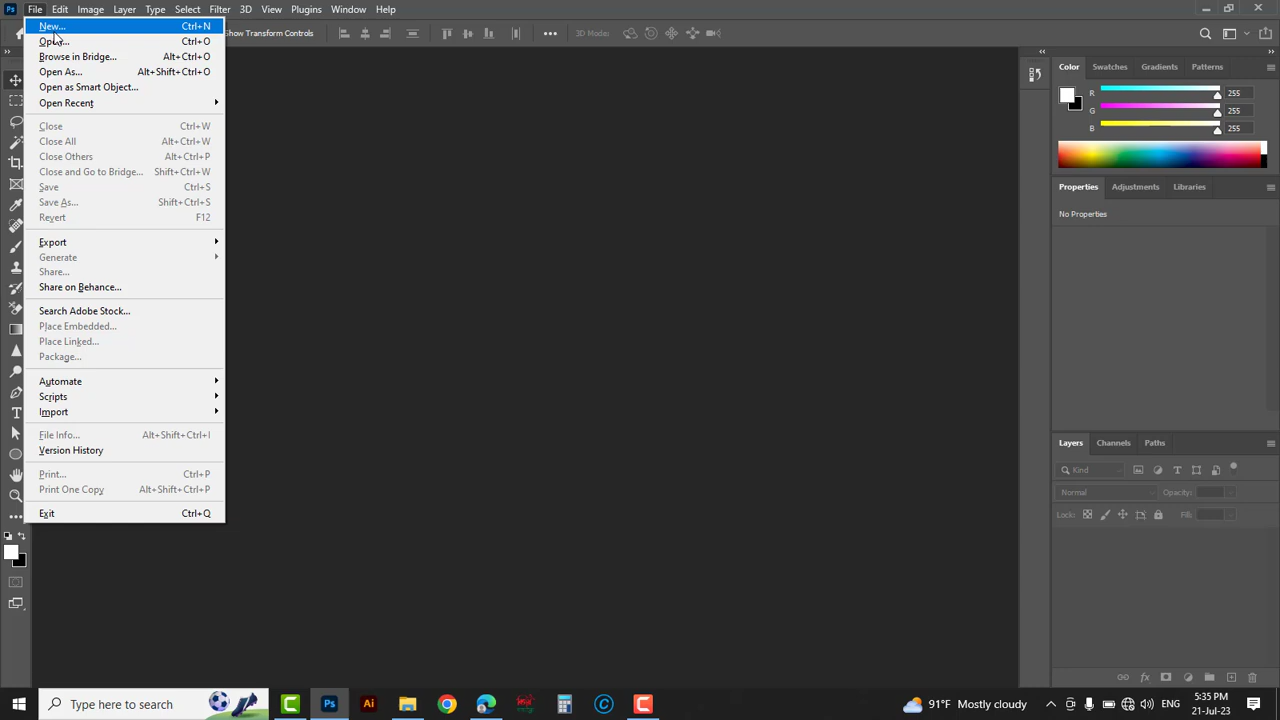 Ps File Edit Image Layer Type Select Filter 3D View Plugins Window Help
Show Transform Controls 3D Mode:
New... Ctrl+N
Open... Ctrl+O
Browse in Bridge... Alt+Ctrl+O
Open As... Alt+Shift+Ctrl+O
Open as Smart Object...
Open Recent
Close Ctrl+W
Close All Alt+Ctrl+W
Close Others Alt+Ctrl+P
Close and Go to Bridge... Shift+Ctrl+W
Save Ctrl+S
Save As... Shift+Ctrl+S
Revert F12
Export
Generate
Share...
Share on Behance...
Search Adobe Stock...
Place Embedded...
Place Linked...
Package...
Automate
Scripts
Import
File Info... Alt+Shift+Ctrl+I
Version History
Print... Ctrl+P
Print One Copy Alt+Shift+Ctrl+P
Exit Ctrl+Q
Color Swatches Gradients Patterns
R 255
G 255
B 255
Properties Adjustments Libraries
No Properties
Layers Channels Paths
Kind
Normal Opacity:
Lock: Fill:
Type here to search
Ps Ai
91°F Mostly cloudy
ENG
5:35 PM
21-Jul-23